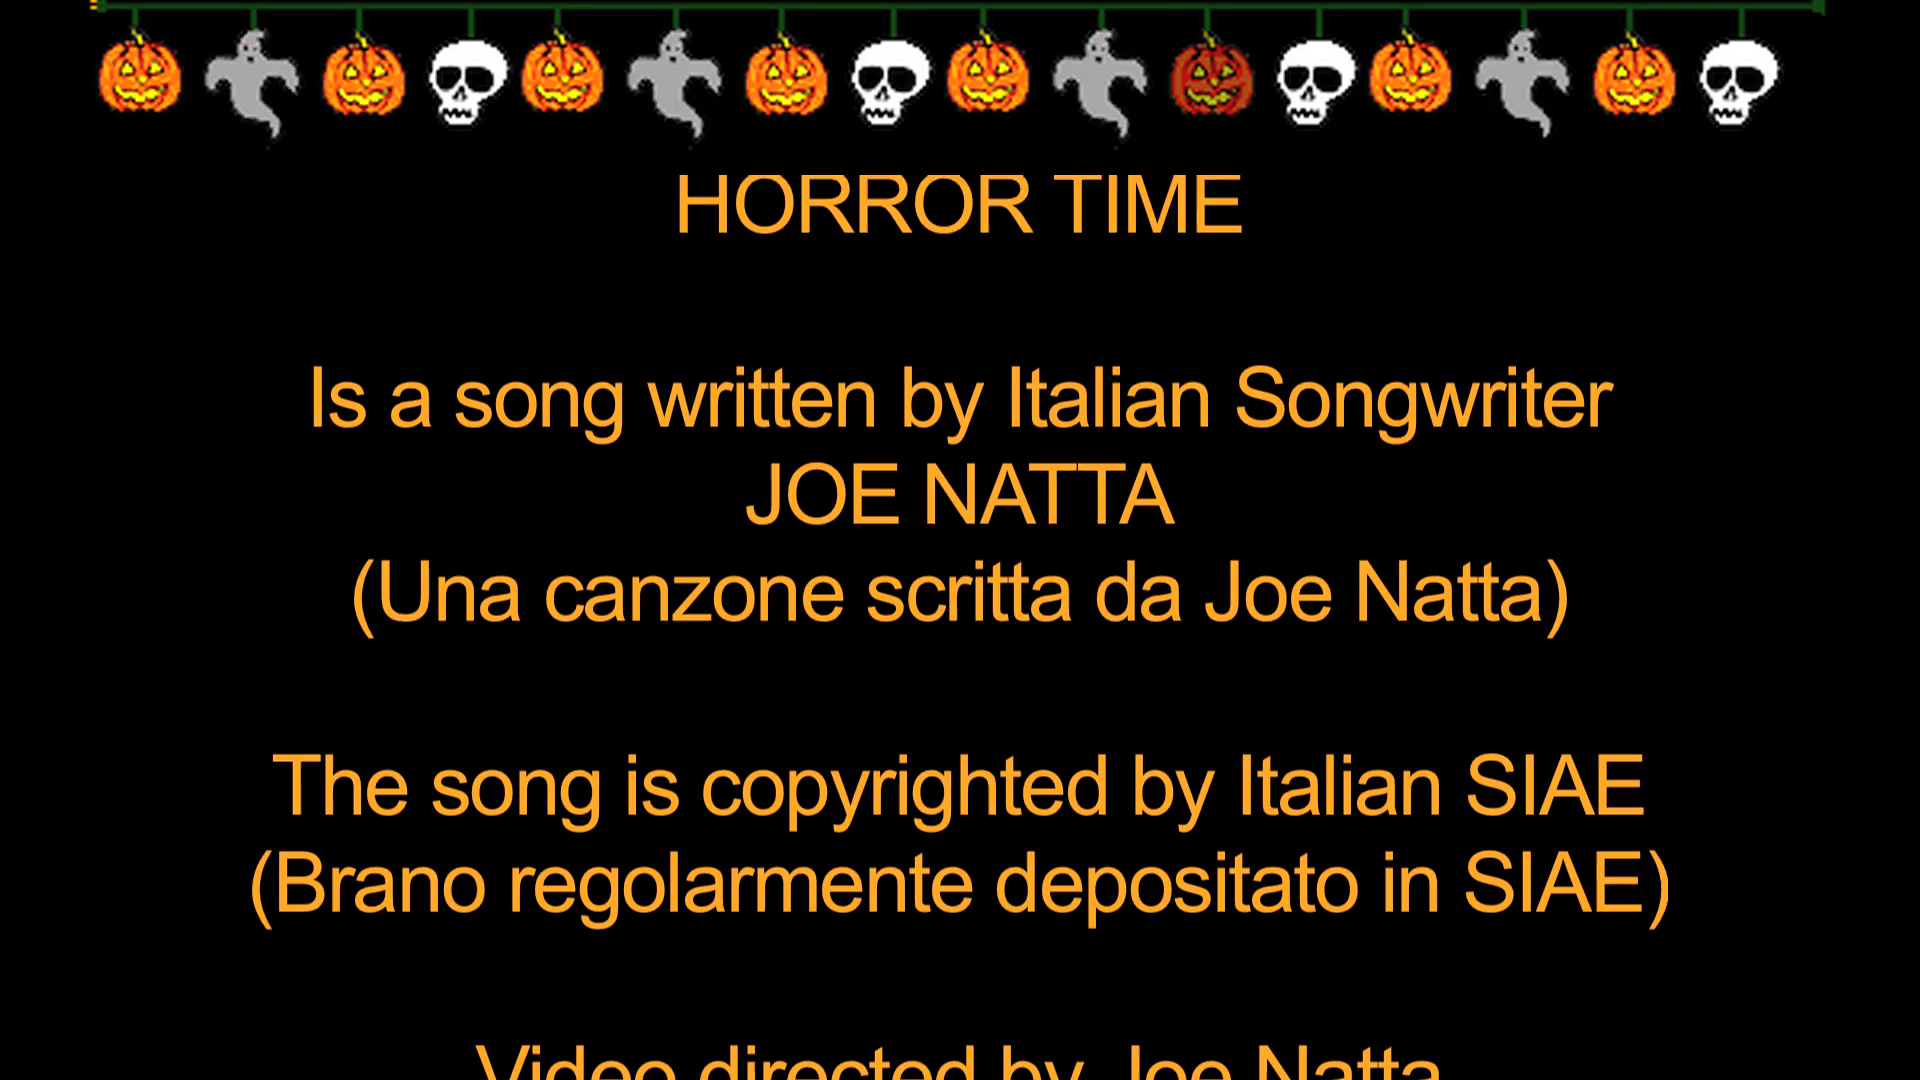 HORROR TIME
Is a song written by Italian Songwriter
JOE NATTA
(Una canzone scritta da Joe Natta)
The song is copyrighted by Italian SIAE
(Brano regolarmente depositato in SIAE)
Video directed by Joe Natta